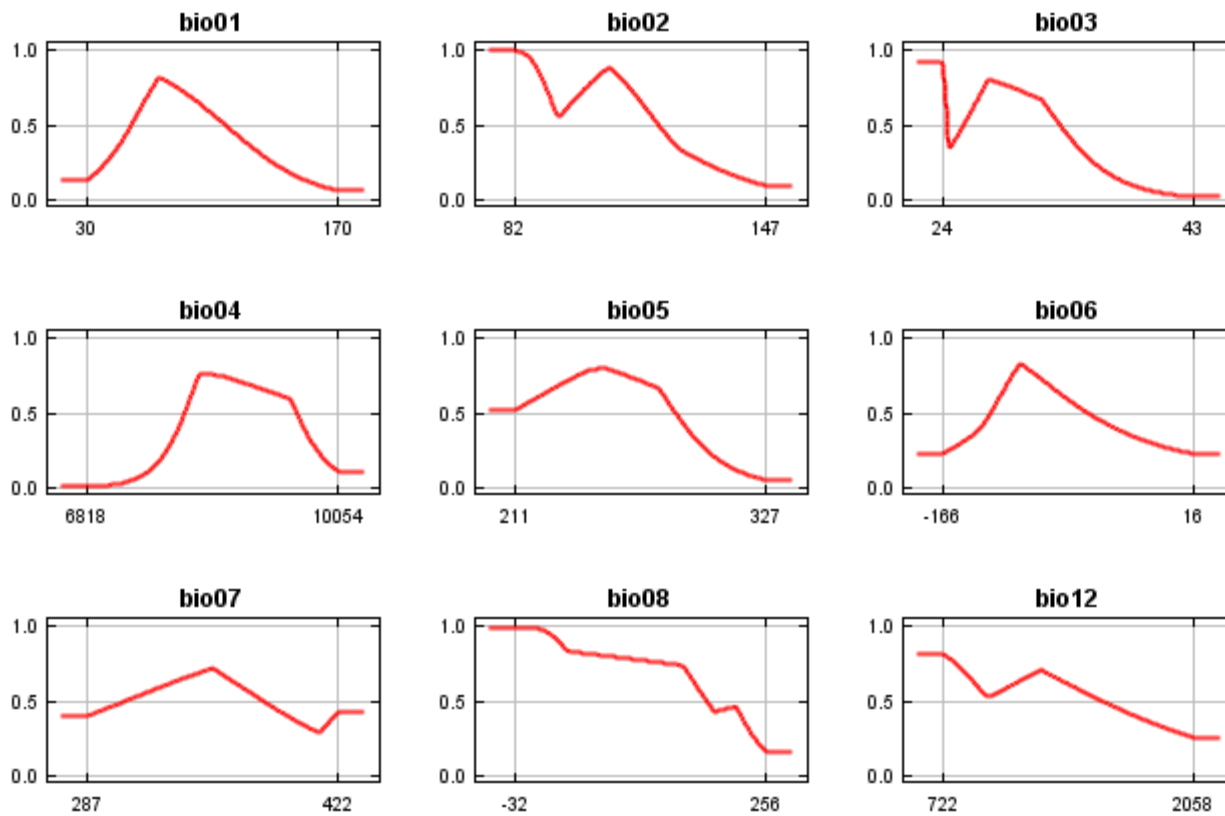 bio01 bio02 bio03
1.0 1.0 1.0
0.5 0.5 0.5
0.0 0.0 0.0
30 170 82 147 24 43
bio04 bio05 bio06
1.0 1.0 1.0
0.5 0.5 0.5
0.0 0.0 0.0
6818 10054 211 327 -166 16
bio07 bio08 bio12
1.0 1.0 1.0
0.5 0.5 0.5
0.0 0.0 0.0
287 422 -32 256 722 2058